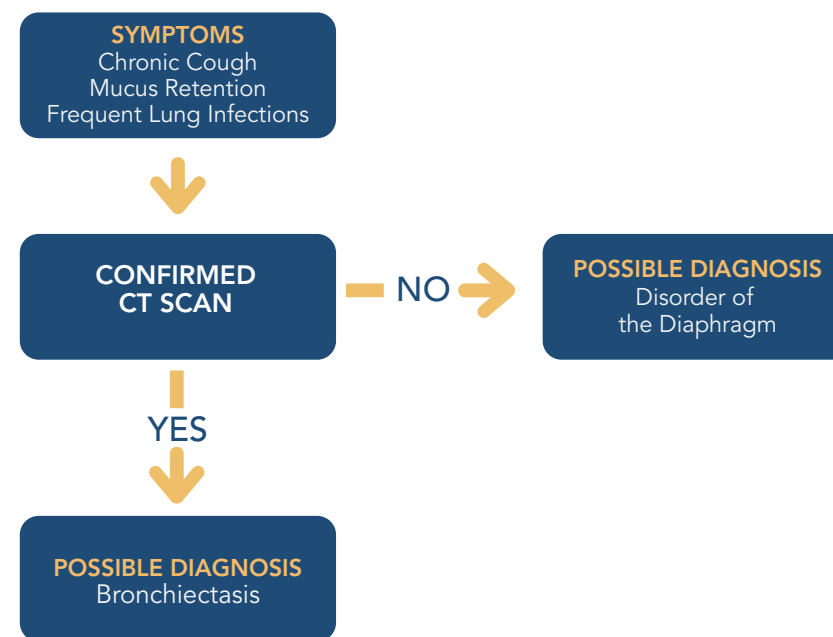 SYMPTOMS
Chronic Cough
Mucus Retention
Frequent Lung Infections
CONFIRMED
CT SCAN
NO
POSSIBLE DIAGNOSIS
Disorder of
the Diaphragm
YES
POSSIBLE DIAGNOSIS
Bronchiectasis